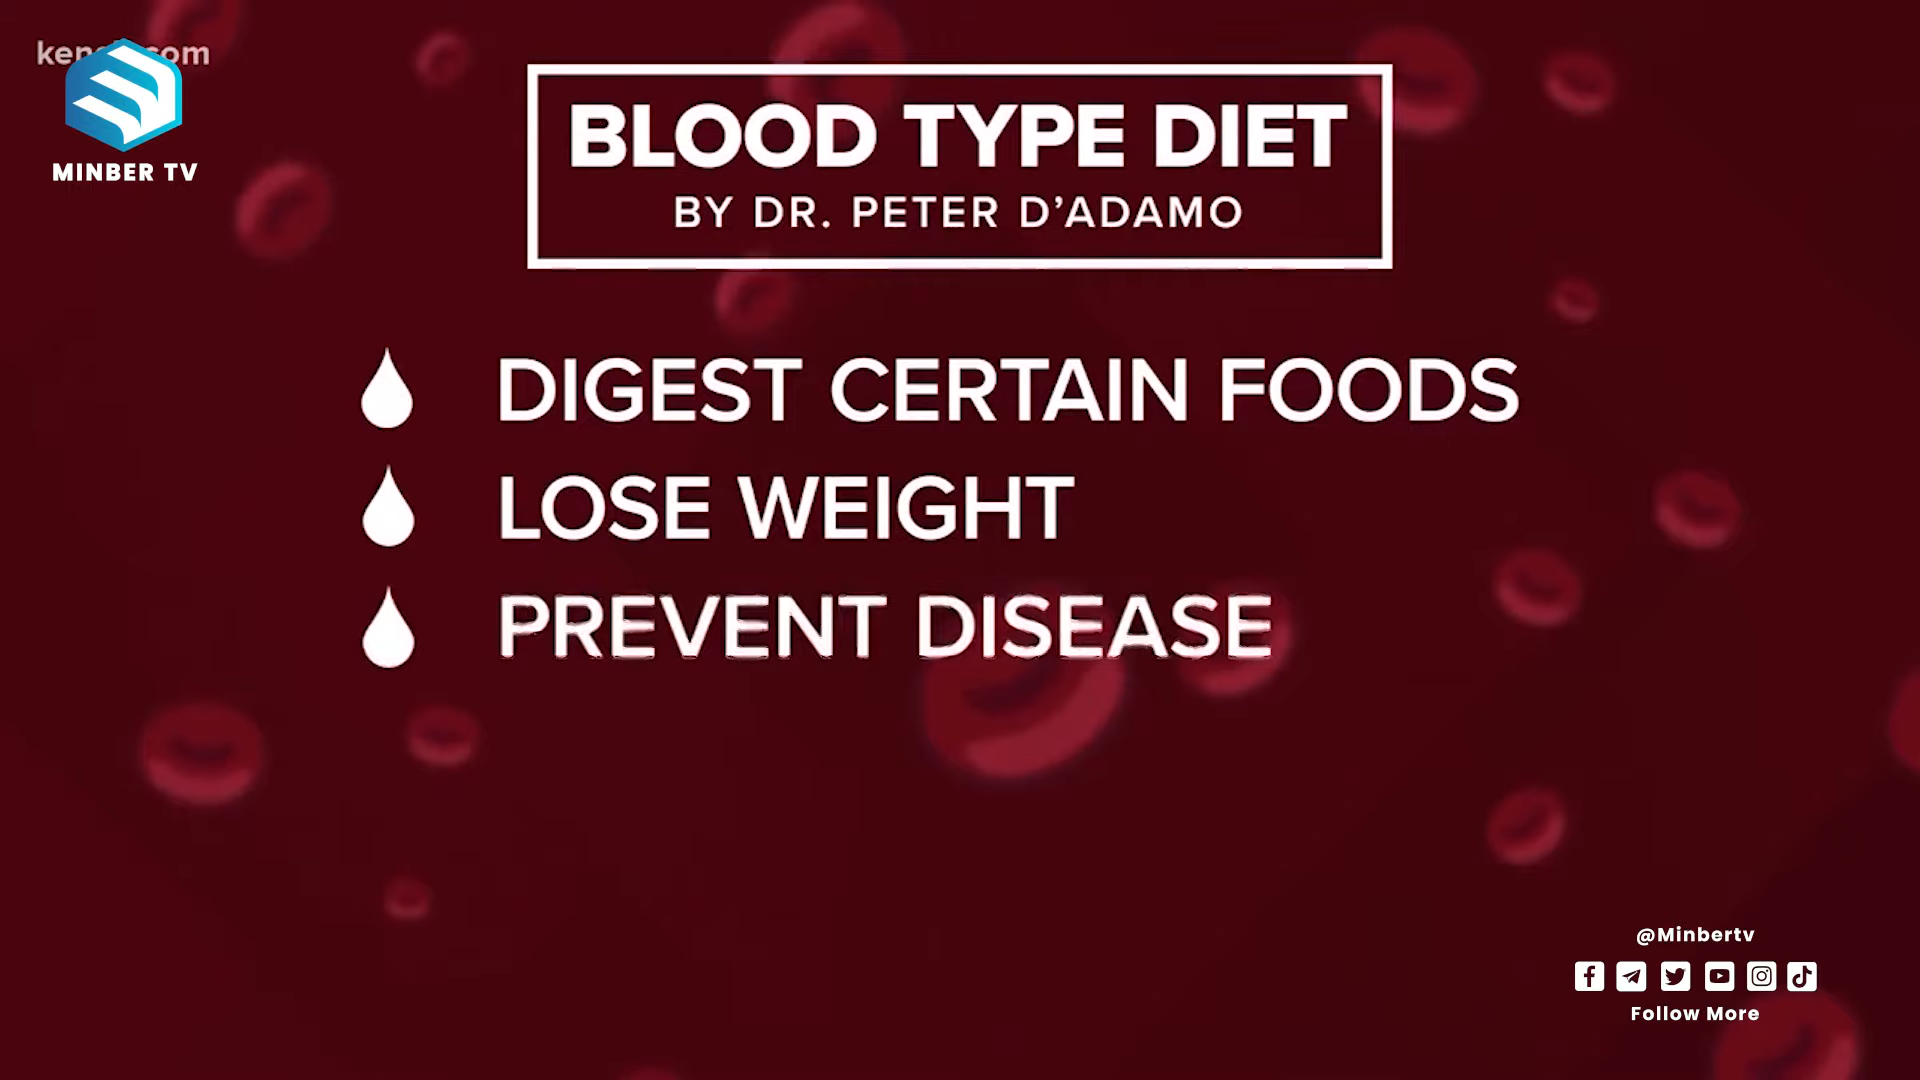 MINBER TV
BLOOD TYPE DIET
BY DR. PETER D’ADAMO
DIGEST CERTAIN FOODS
LOSE WEIGHT
PREVENT DISEASE
@Minbertv
Follow More